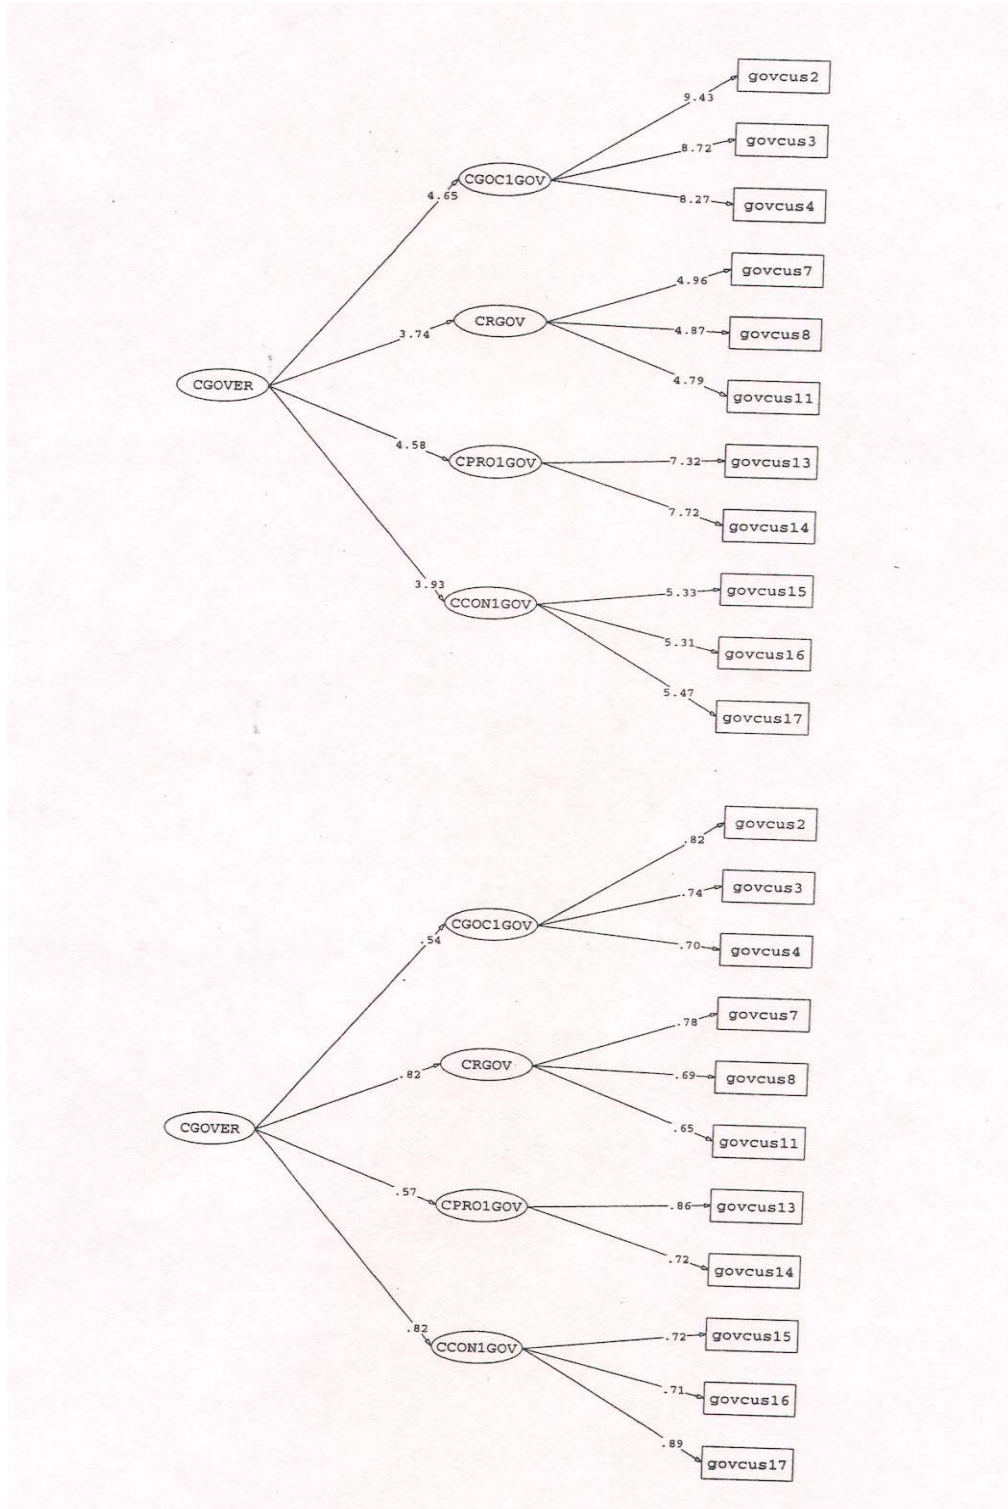 govcus2
9.43
govcus3
8.72
CGOC1GOV
4.65
8.27
govcus4
govcus7
4.96
CRGOV
3.74
4.87
govcus8
CGOVER
4.79
govcus11
4.58
CPRO1GOV
7.32
govcus13
7.72
govcus14
3.93
CCON1GOV
5.33
govcus15
5.31
govcus16
5.47
govcus17
govcus2
.82
govcus3
.74
CGOC1GOV
.54
.70
govcus4
govcus7
.78
CRGOV
.82
.69
govcus8
CGOVER
.65
govcus11
.57
CPRO1GOV
.86
govcus13
.72
govcus14
.82
CCON1GOV
.72
govcus15
.71
govcus16
.89
govcus17